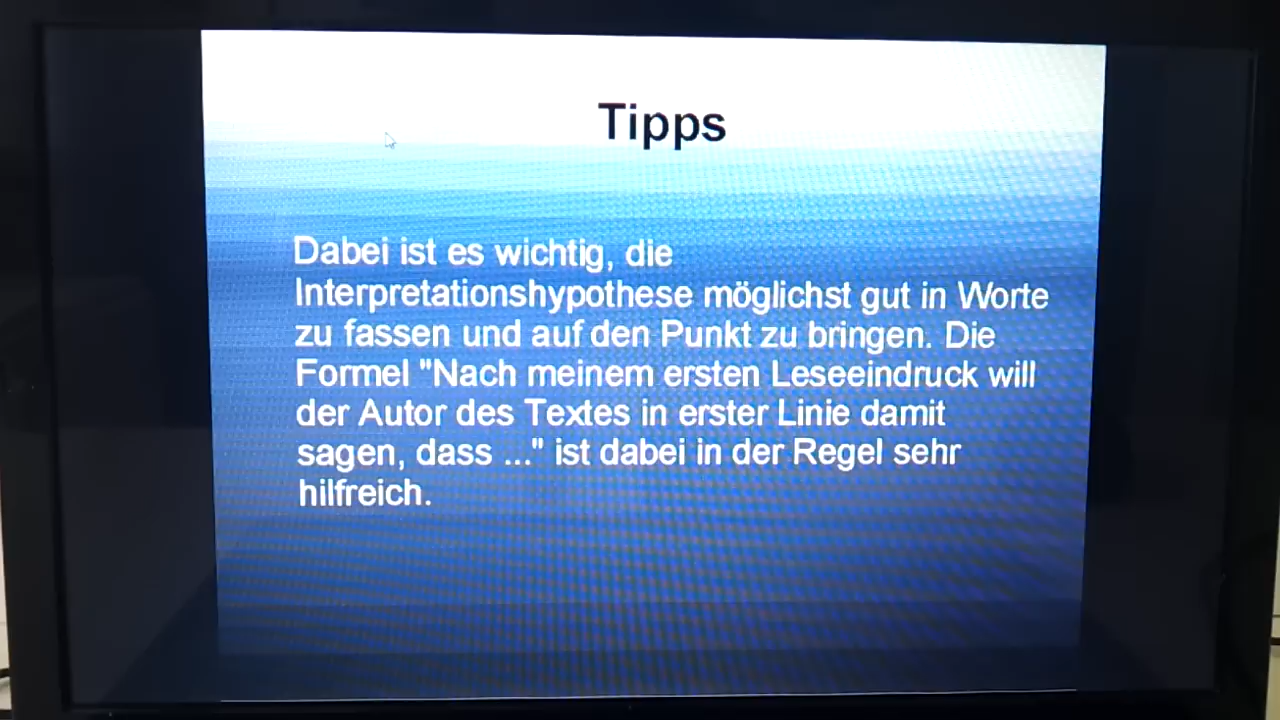 Tipps
Dabei ist es wichtig, die
Interpretationshypothese möglichst gut in Worte
zu fassen und auf den Punkt zu bringen. Die
Formel "Nach meinem ersten Leseeindruck will
der Autor des Textes in erster Linie damit
sagen, dass ..." ist dabei in der Regel sehr
hilfreich.